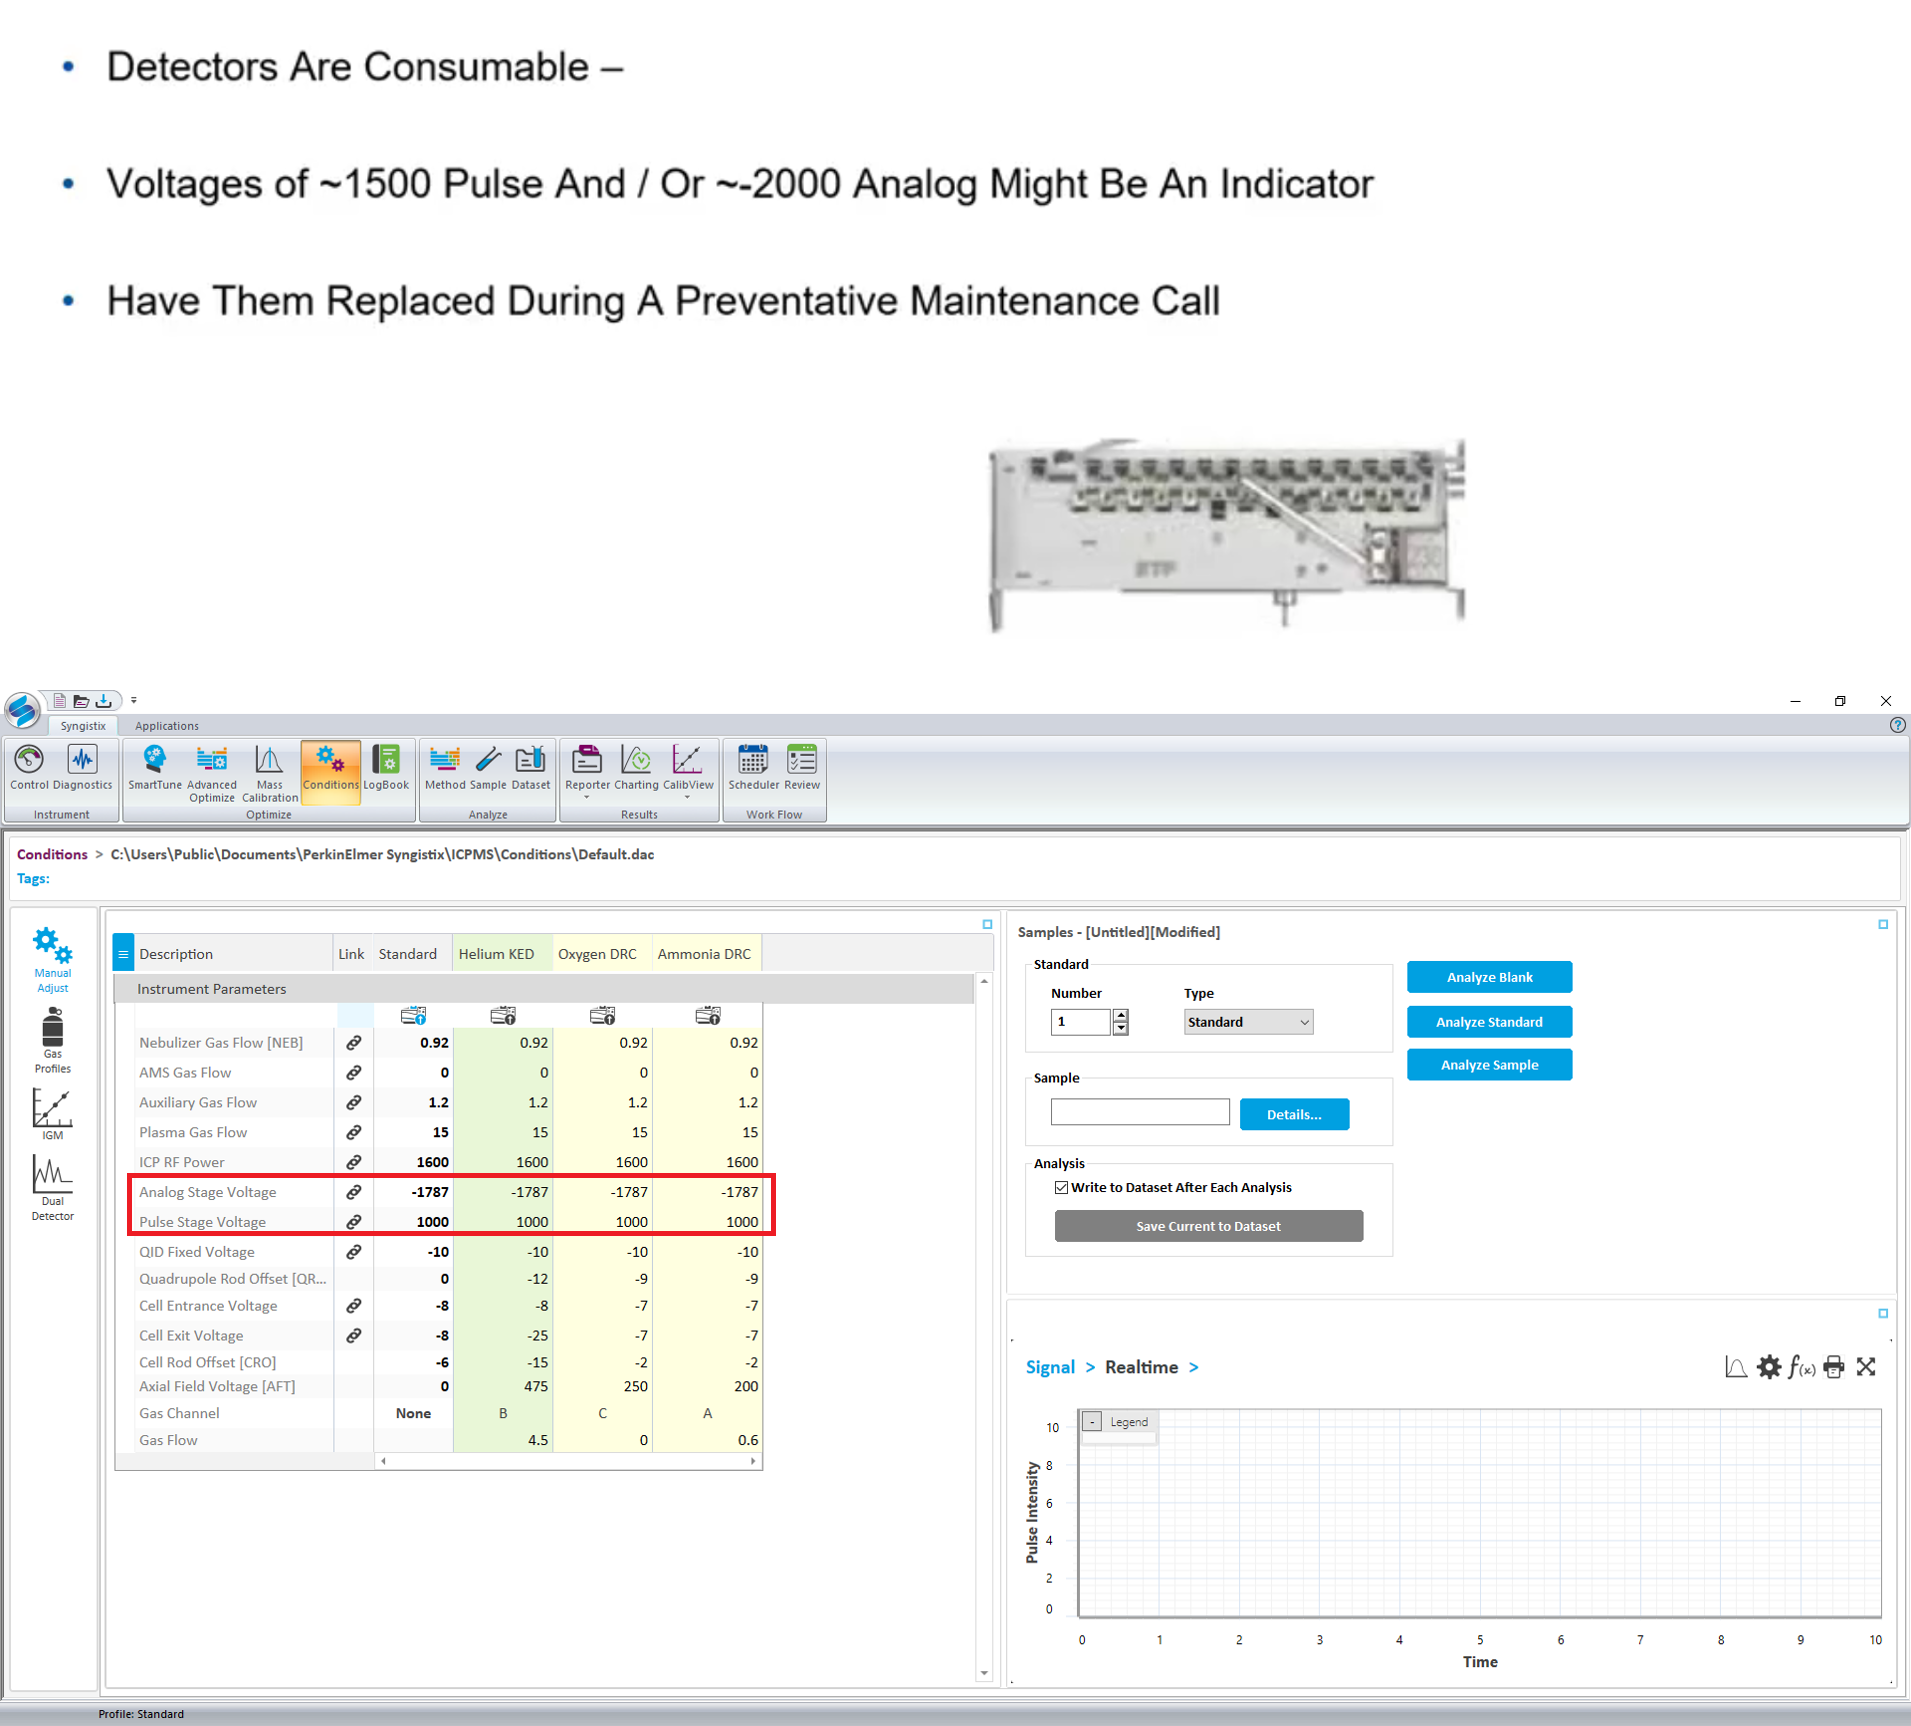 • Detectors Are Consumable –
• Voltages of ~1500 Pulse And / Or ~-2000 Analog Might Be An Indicator
• Have Them Replaced During A Preventative Maintenance Call
ETP
Syngistix Applications
Control Diagnostics SmartTune Advanced Optimize Mass Calibration Conditions LogBook Method Sample Dataset Reporter Charting CalibView Scheduler Review
Instrument Optimize Analyze Results Work Flow
Conditions > C:\Users\Public\Documents\PerkinElmer Syngistix\ICPMS\Conditions\Default.dac
Tags:
Manual
Adjust
Gas
Profiles
IGM
Dual
Detector
Description Link Standard Helium KED Oxygen DRC Ammonia DRC
Instrument Parameters
Nebulizer Gas Flow [NEB] 0.92 0.92 0.92 0.92
AMS Gas Flow 0 0 0 0
Auxiliary Gas Flow 1.2 1.2 1.2 1.2
Plasma Gas Flow 15 15 15 15
ICP RF Power 1600 1600 1600 1600
Analog Stage Voltage -1787 -1787 -1787 -1787
Pulse Stage Voltage 1000 1000 1000 1000
QID Fixed Voltage -10 -10 -10 -10
Quadrupole Rod Offset [QR... 0 -12 -9 -9
Cell Entrance Voltage -8 -8 -7 -7
Cell Exit Voltage -8 -25 -7 -7
Cell Rod Offset [CRO] -6 -15 -2 -2
Axial Field Voltage [AFT] 0 475 250 200
Gas Channel None B C A
Gas Flow 4.5 0 0.6
Samples - [Untitled][Modified]
Standard
Number Type
1 Standard
Analyze Blank
Analyze Standard
Analyze Sample
Sample
Details...
Analysis
Write to Dataset After Each Analysis
Save Current to Dataset
Signal > Realtime >
f(x)
- Legend
Pulse Intensity
10
8
6
4
2
0
0 1 2 3 4 5 6 7 8 9 10
Time
Profile: Standard